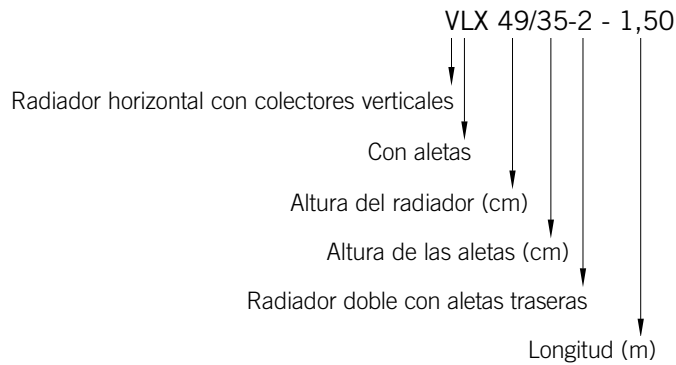 VLX 49/35-2 - 1,50
Radiador horizontal con colectores verticales
Con aletas
Altura del radiador (cm)
Altura de las aletas (cm)
Radiador doble con aletas traseras
Longitud (m)